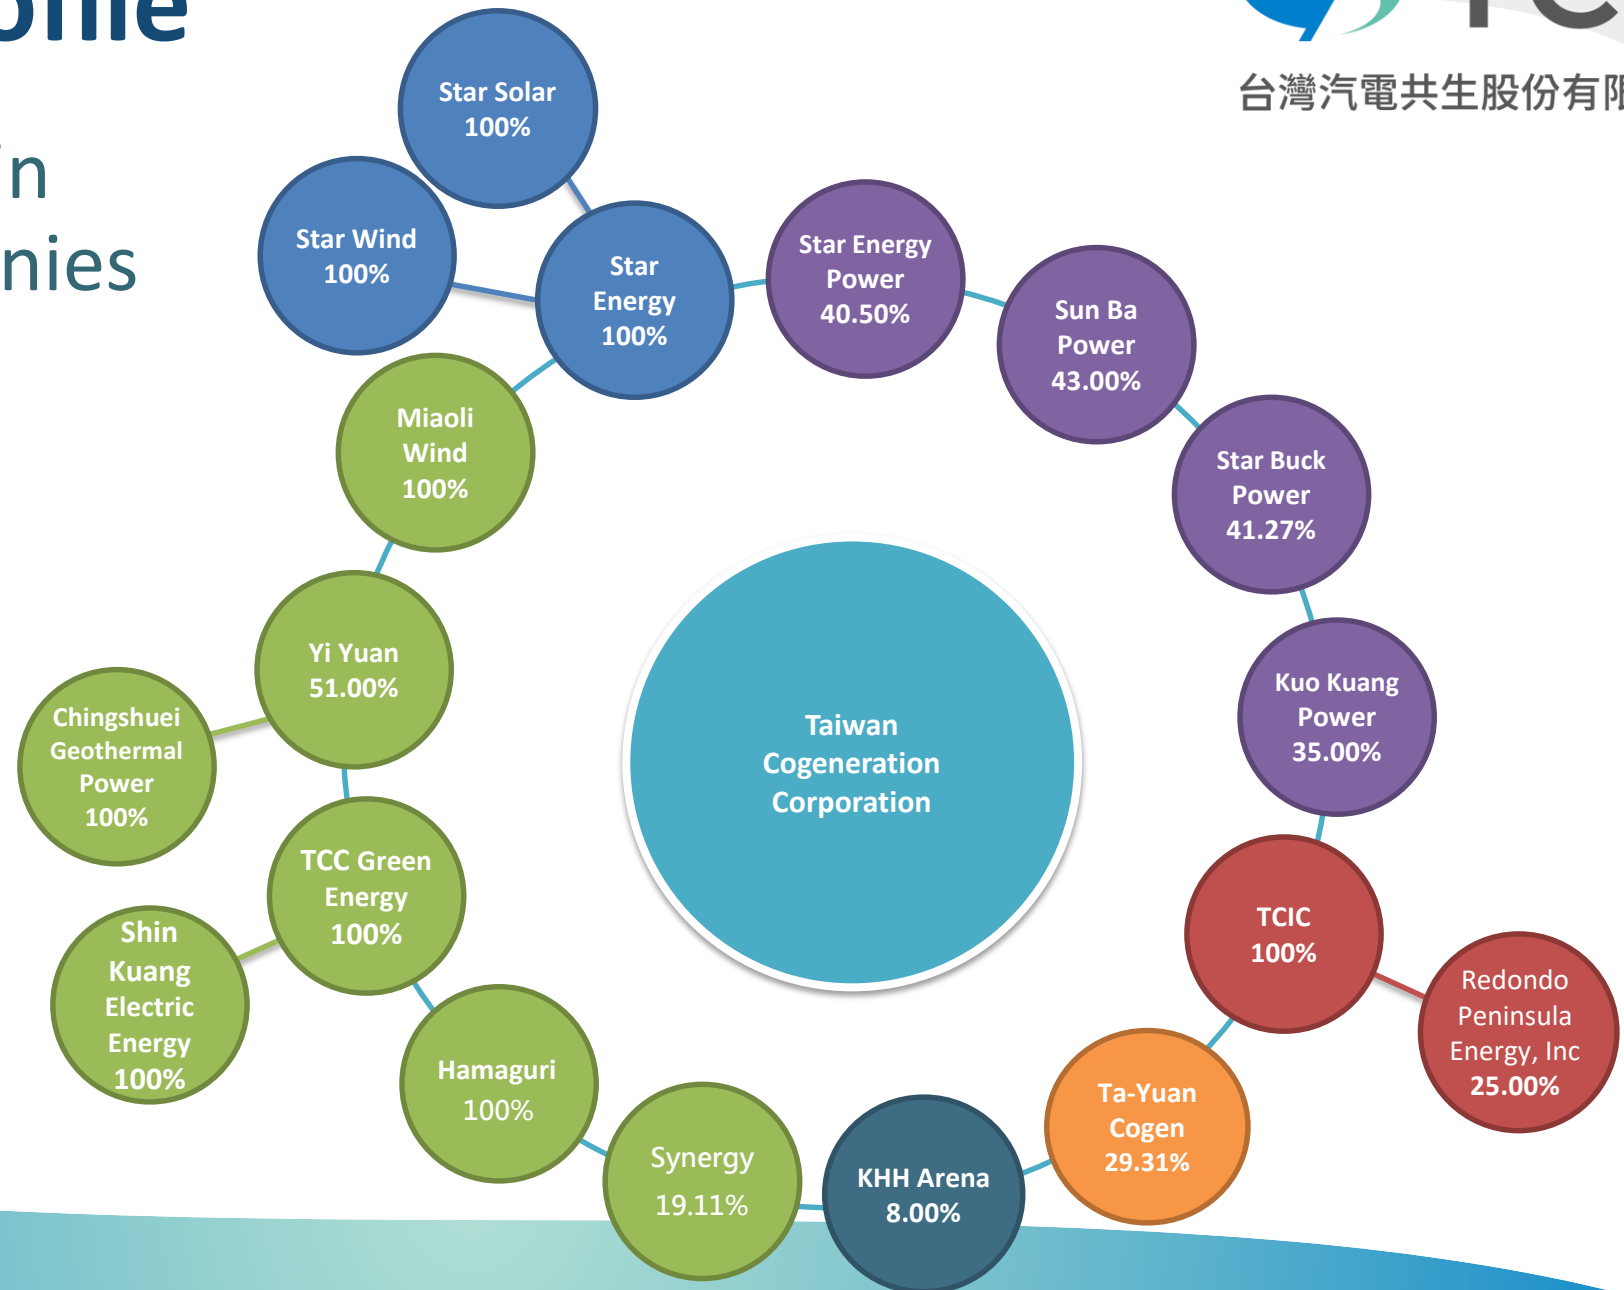 Star Solar
100%
台灣汽電共生股份有
Star Wind
100%
Star
Energy
100%
Star Energy
Power
40.50%
Sun Ba
Power
43.00%
nies
Miaoli
Wind
100%
Star Buck
Power
41.27%
Yi Yuan
51.00%
Kuo Kuang
Power
35.00%
Chingshuei
Geothermal
Power
100%
Taiwan
Cogeneration
Corporation
TCC Green
Energy
100%
TCIC
100%
Shin
Kuang
Electric
Energy
100%
Redondo
Peninsula
Energy, Inc
25.00%
Hamaguri
100%
Ta-Yuan
Cogen
29.31%
Synergy
19.11%
KHH Arena
8.00%